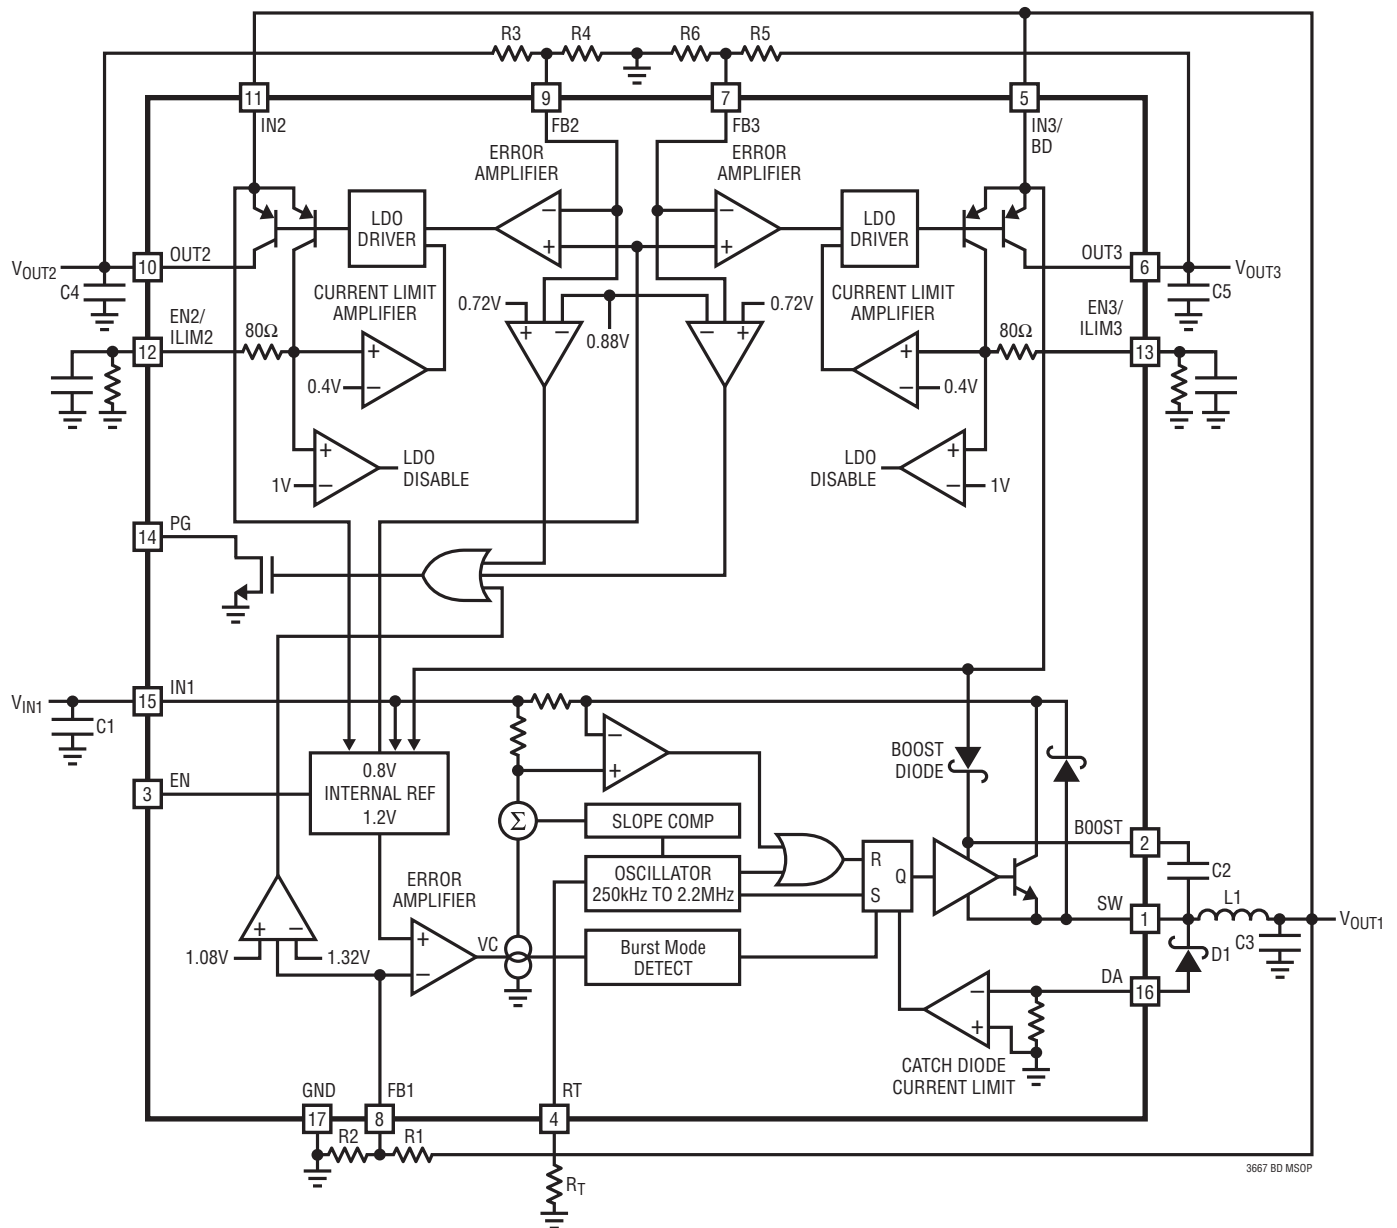 R3
R4
R6
R5
11
9
7
5
IN2
FB2
FB3
IN3/
BD
ERROR
AMPLIFIER
ERROR
AMPLIFIER
LDO
DRIVER
LDO
DRIVER
−
+
−
+
VOUT2
10
OUT2
OUT3
6
VOUT3
C4
C5
CURRENT LIMIT
AMPLIFIER
CURRENT LIMIT
AMPLIFIER
0.72V
0.72V
+
−
−
+
0.88V
EN2/
ILIM2
EN3/
ILIM3
12
80Ω
80Ω
13
+
−
0.4V
+
−
0.4V
+
−
1V
LDO
DISABLE
LDO
DISABLE
+
−
1V
14
PG
VIN1
15
IN1
C1
−
+
BOOST
DIODE
3
EN
0.8V
INTERNAL REF
1.2V
Σ
SLOPE COMP
OSCILLATOR
250kHz TO 2.2MHz
R
S
Q
B00ST
2
C2
SW
1
L1
VOUT1
C3
D1
ERROR
AMPLIFIER
+
−
VC
Burst Mode
DETECT
+
−
1.08V
1.32V
DA
16
−
+
CATCH DIODE
CURRENT LIMIT
GND
17
FB1
8
RT
4
R2
R1
RT
3667 BD MSOP